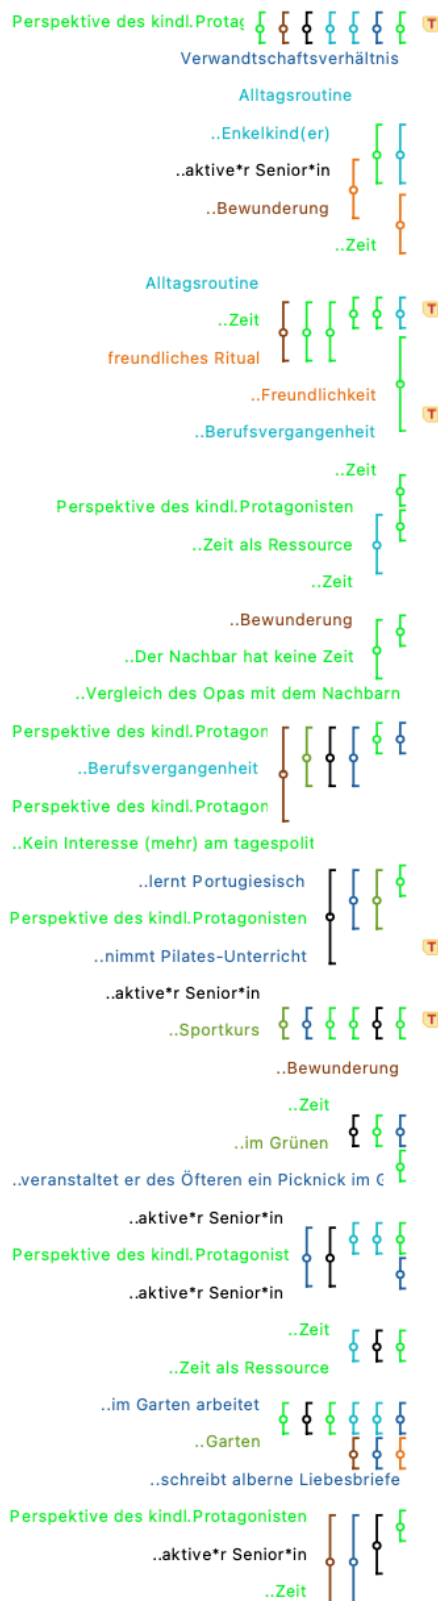 Perspektive des kindl.Protag
Verwandtschaftsverhältnis
Alltagsroutine
..Enkelkind(er)
..aktive*r Senior*in
..Bewunderung
..Zeit
Alltagsroutine
..Zeit
freundliches Ritual
..Freundlichkeit
..Berufsvergangenheit
..Zeit
Perspektive des kindl.Protagonisten
..Zeit als Ressource
..Zeit
..Bewunderung
..Der Nachbar hat keine Zeit
..Vergleich des Opas mit dem Nachbarn
Perspektive des kindl.Protagon
..Berufsvergangenheit
Perspektive des kindl.Protagon
..Kein Interesse (mehr) am tagespolit
..lernt Portugiesisch
Perspektive des kindl.Protagonisten
..nimmt Pilates-Unterricht
..aktive*r Senior*in
..Sportkurs
..Bewunderung
..Zeit
..im Grünen
..veranstaltet er des Öfteren ein Picknick im G
..aktive*r Senior*in
Perspektive des kindl.Protagonist
..aktive*r Senior*in
..Zeit
..Zeit als Ressource
..im Garten arbeitet
..Garten
..schreibt alberne Liebesbriefe
Perspektive des kindl.Protagonisten
..aktive*r Senior*in
..Zeit